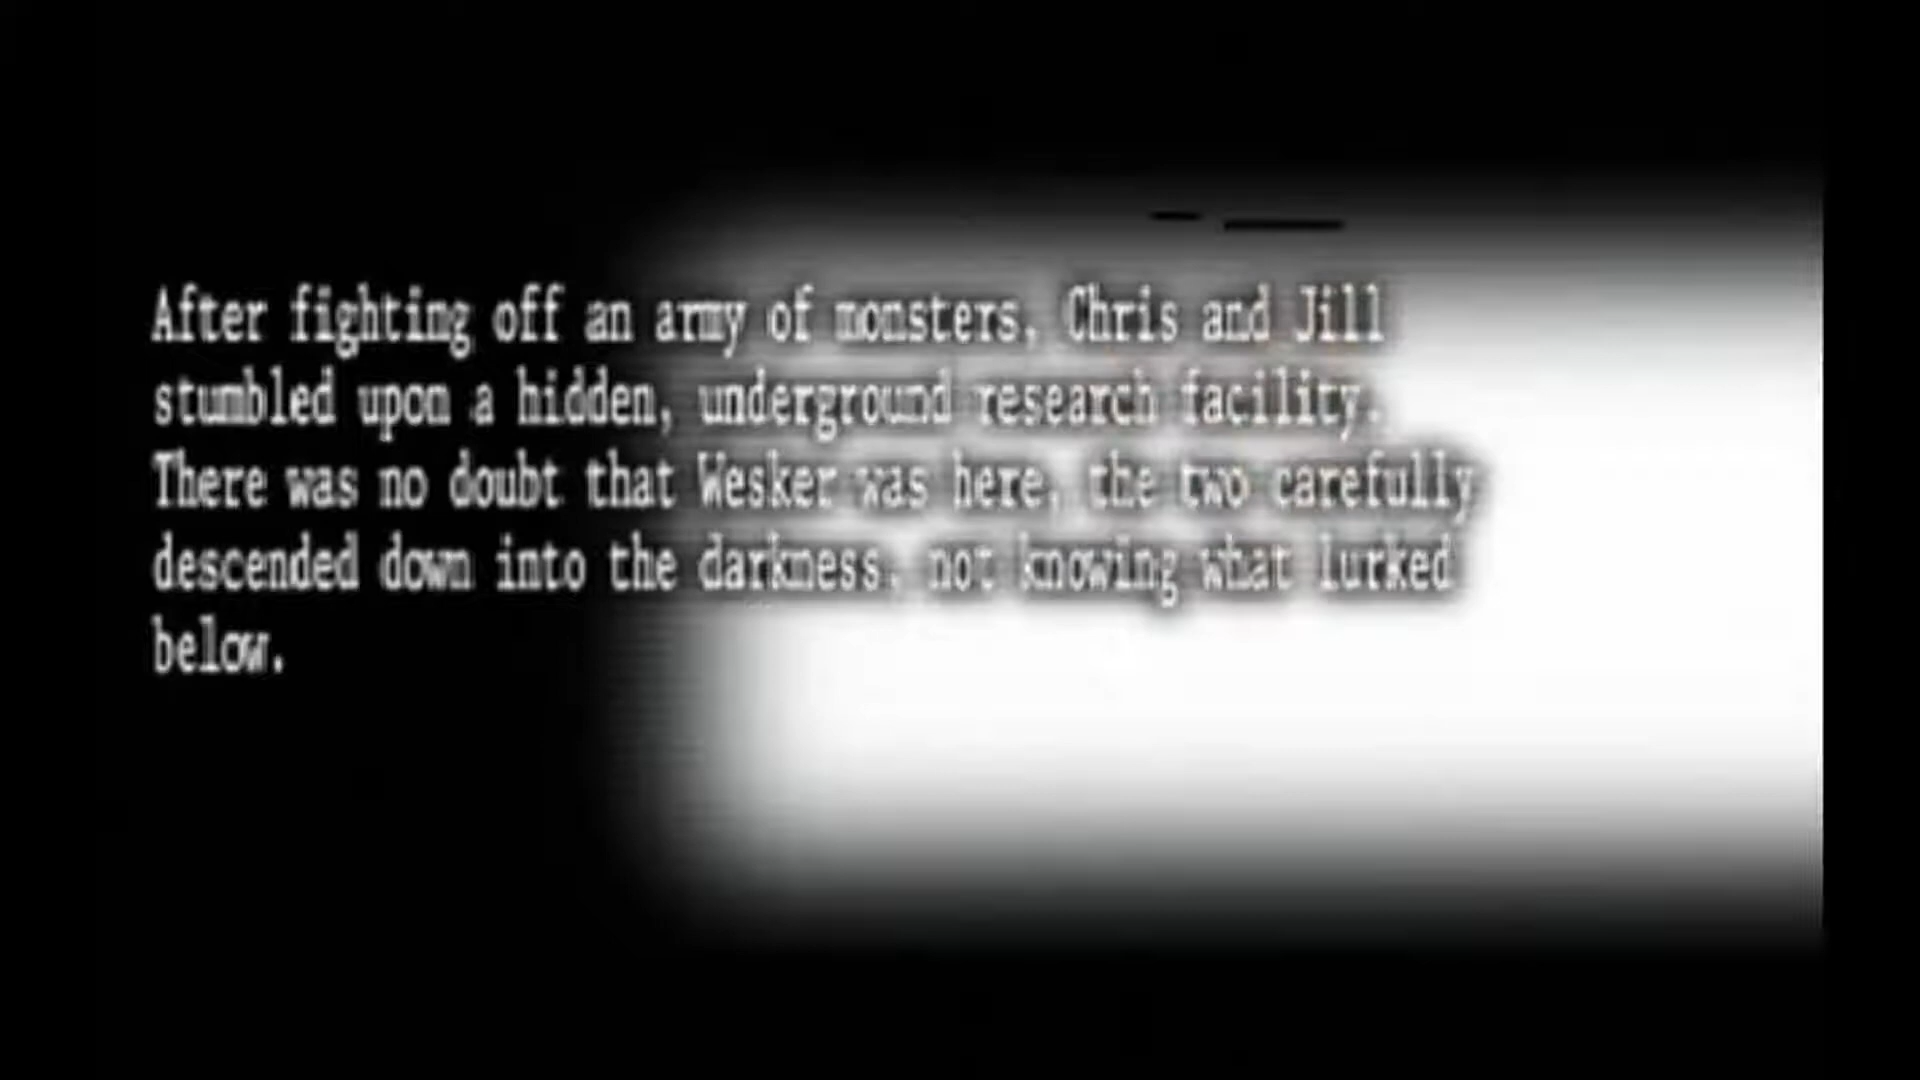 After fighting off an army of monsters, Chris and Jill
stumbled upon a hidden, underground research facility.
There was no doubt that Wesker was here, the two carefully
descended down into the darkness, not knowing what lurked
below.